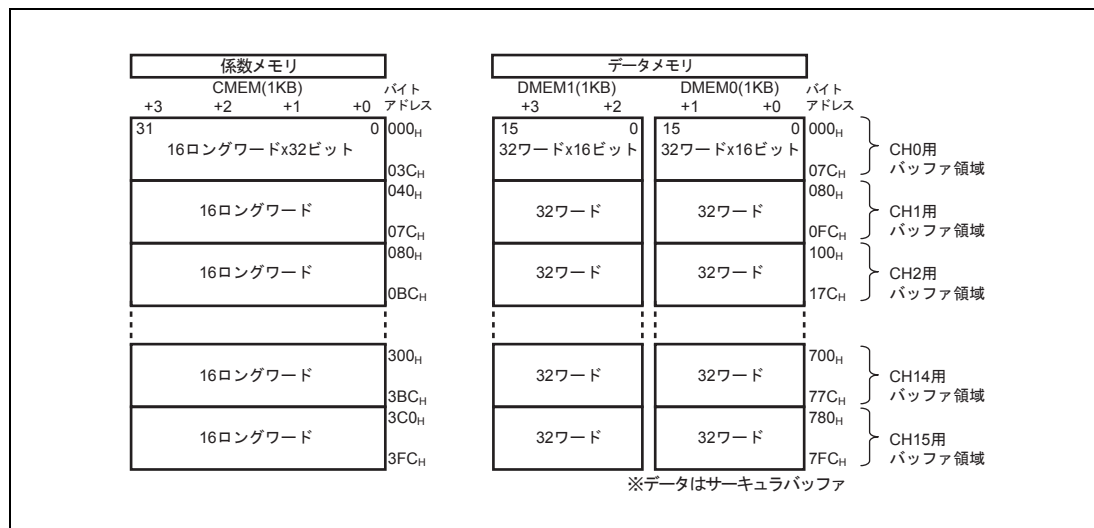 係数メモリ データメモリ
CMEM(1KB) バイト DMEM1(1KB) DMEM0(1KB) バイト
+3 +2 +1 +0 アドレス +3 +2 +1 +0 アドレス
31 0 000H 15 0 15 0 000H
16ロングワードx32ビット 32ワードx16ビット 32ワードx16ビット CH0用
バッファ領域
03CH 07CH
040H 080H
16ロングワード 32ワード 32ワード CH1用
バッファ領域
07CH 0FCH
080H 100H
16ロングワード 32ワード 32ワード CH2用
バッファ領域
0BCH 17CH
300H 700H
16ロングワード 32ワード 32ワード CH14用
バッファ領域
3BCH 77CH
3C0H 780H
16ロングワード 32ワード 32ワード CH15用
バッファ領域
3FCH 7FCH
※データはサーキュラバッファ